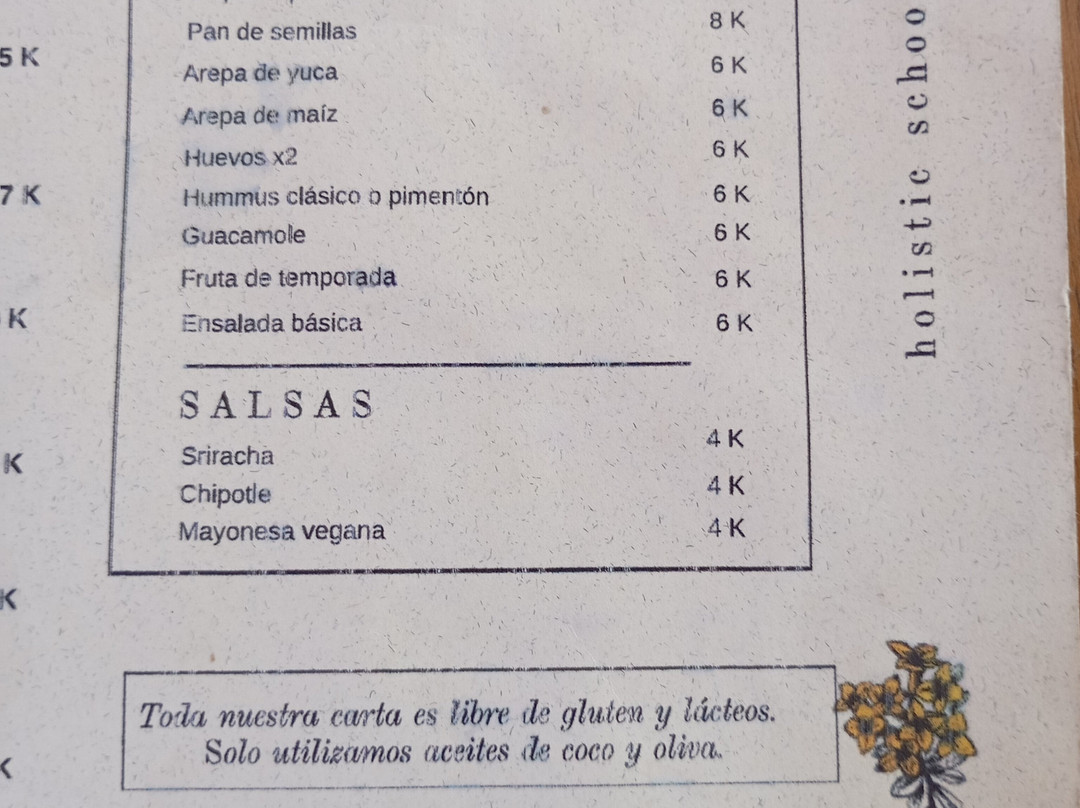 Pan de semillas 8 K
Arepa de yuca 6 K
Arepa de maíz 6 K
Huevos x2 6 K
Hummus clásico o pimentón 6 K
Guacamole 6 K
Fruta de temporada 6 K
Ensalada básica 6 K
SALSAS
Sriracha 4 K
Chipotle 4 K
Mayonesa vegana 4 K
Toda nuestra carta es libre de gluten y lácteos.
Solo utilizamos aceites de coco y oliva.
5 K
7 K
K
K
K
K
holistic schoo